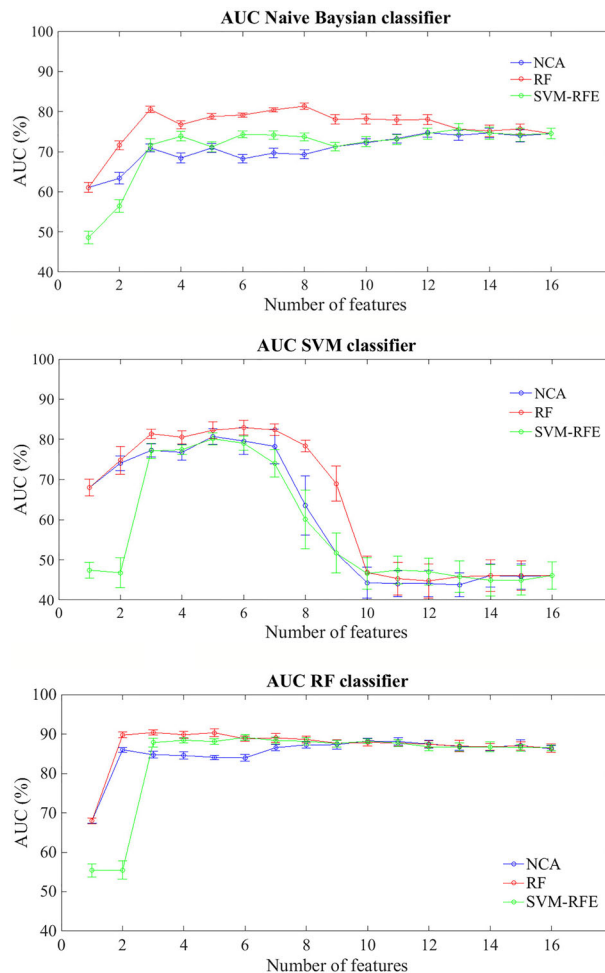 AUC Naive Baysian classifier
100
90
80
70
60
50
40
AUC (%)
NCA
RF
SVM-RFE
0 2 4 6 8 10 12 14 16
Number of features
AUC SVM classifier
100
90
80
70
60
50
40
AUC (%)
NCA
RF
SVM-RFE
0 2 4 6 8 10 12 14 16
Number of features
AUC RF classifier
100
90
80
70
60
50
40
AUC (%)
NCA
RF
SVM-RFE
0 2 4 6 8 10 12 14 16
Number of features